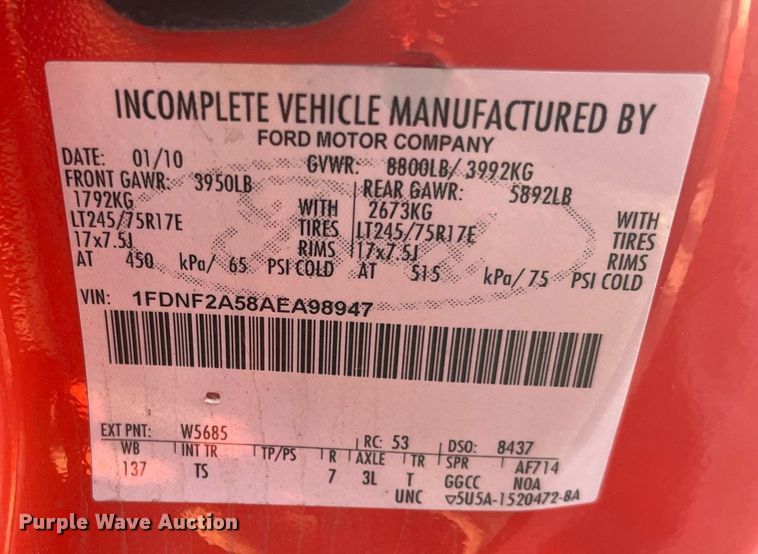 INCOMPLETE VEHICLE MANUFACTURED BY
FORD MOTOR COMPANY
DATE: 01/10 GVWR: 8800LB/ 3992KG
FRONT GAWR: 3950LB REAR GAWR: 5892LB
1792KG WITH 2673KG WITH
LT245/75R17E TIRES LT245/75R17E TIRES
17x7.5J RIMS 17x7.5J RIMS
AT 450 kPa/ 65 PSI COLD AT 515 kPa/ 75 PSI COLD
VIN: 1FDNF2A58AEA98947
EXT PNT: W5685 RC: 53 DSO: 8437
WB INT TR TP/PS R AXLE TR SPR AF714
137 TS 7 3L T GGCC NOA
UNC ▽5U5A-1520472-BA
Purple Wave Auction